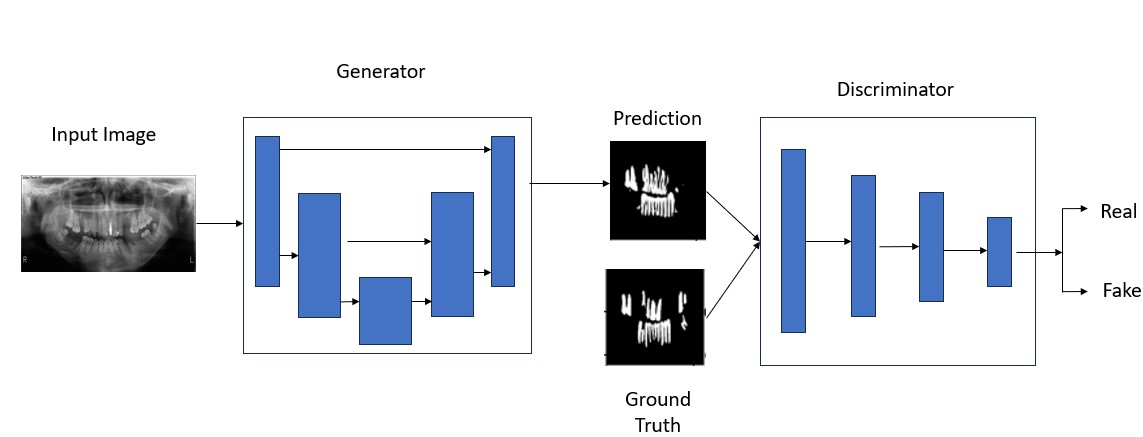 Generator
Discriminator
Prediction
Input Image
R
L
Real
Fake
Ground
Truth